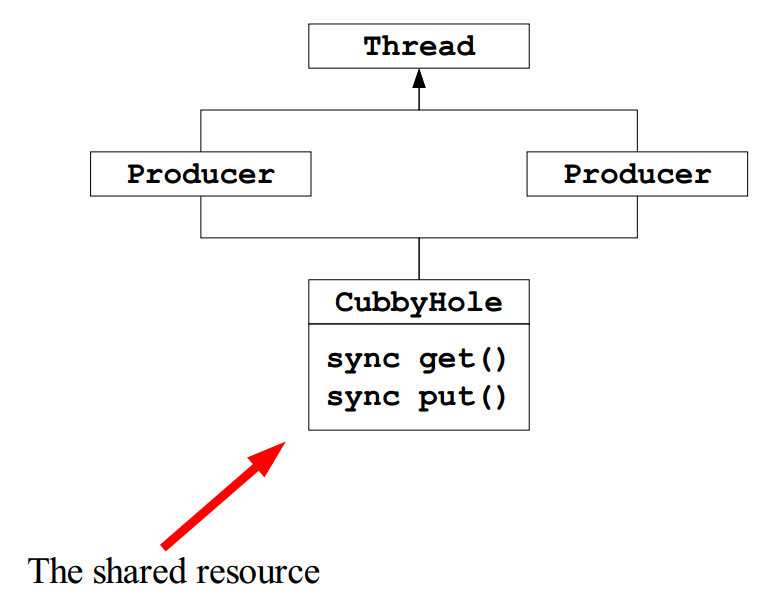 Thread
Producer
Producer
CubbyHole
sync get()
sync put()
The shared resource